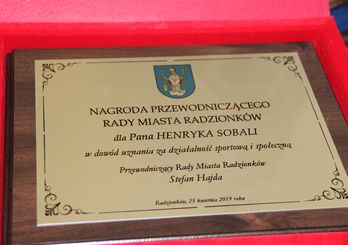 NAGRODA PRZEWODNICZĄCEGO
RADY MIASTA RADZIONKÓW
dla Pana HENRYKA SOBALI
w dowód uznania za działalność sportową i społeczną
Przewodniczący Rady Miasta Radzionków
Stefan Hajda
Radzionków, 25 kwietnia 2019 roku